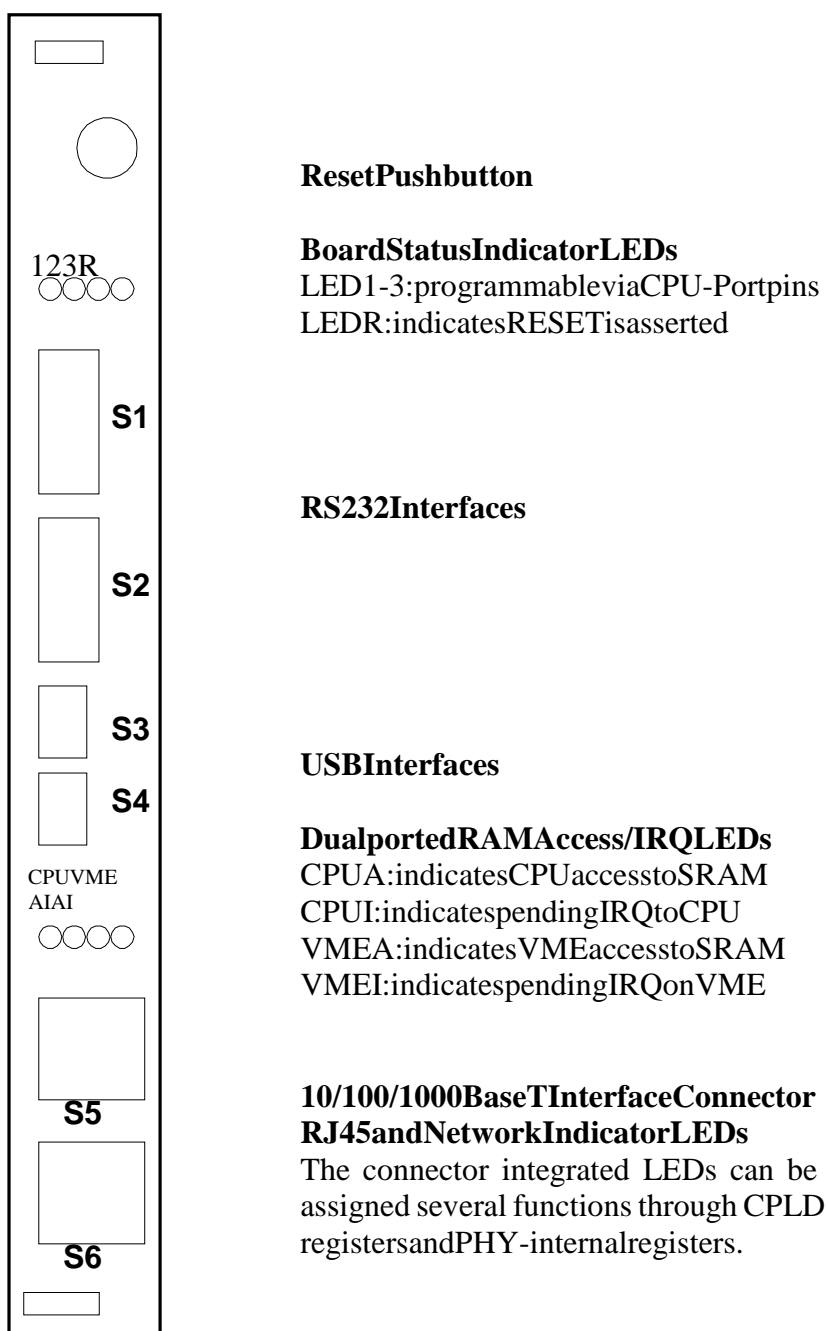 ResetPushbutton
BoardStatusIndicatorLEDs
123R
LED1-3:programmableviaCPU-Portpins
LEDR:indicatesRESETisasserted
S1
RS232Interfaces
S2
S3
USBInterfaces
S4
DualportedRAMAccess/IRQLEDs
CPUVME
AIAI
CPUA:indicatesCPUaccesstoSRAM
CPUI:indicatespendingIRQtoCPU
VMEA:indicatesVMEaccesstoSRAM
VMEI:indicatespendingIRQonVME
S5
10/100/1000BaseTInterfaceConnector
RJ45andNetworkIndicatorLEDs
The connector integrated LEDs can be
assigned several functions through CPLD
registersandPHY-internalregisters.
S6